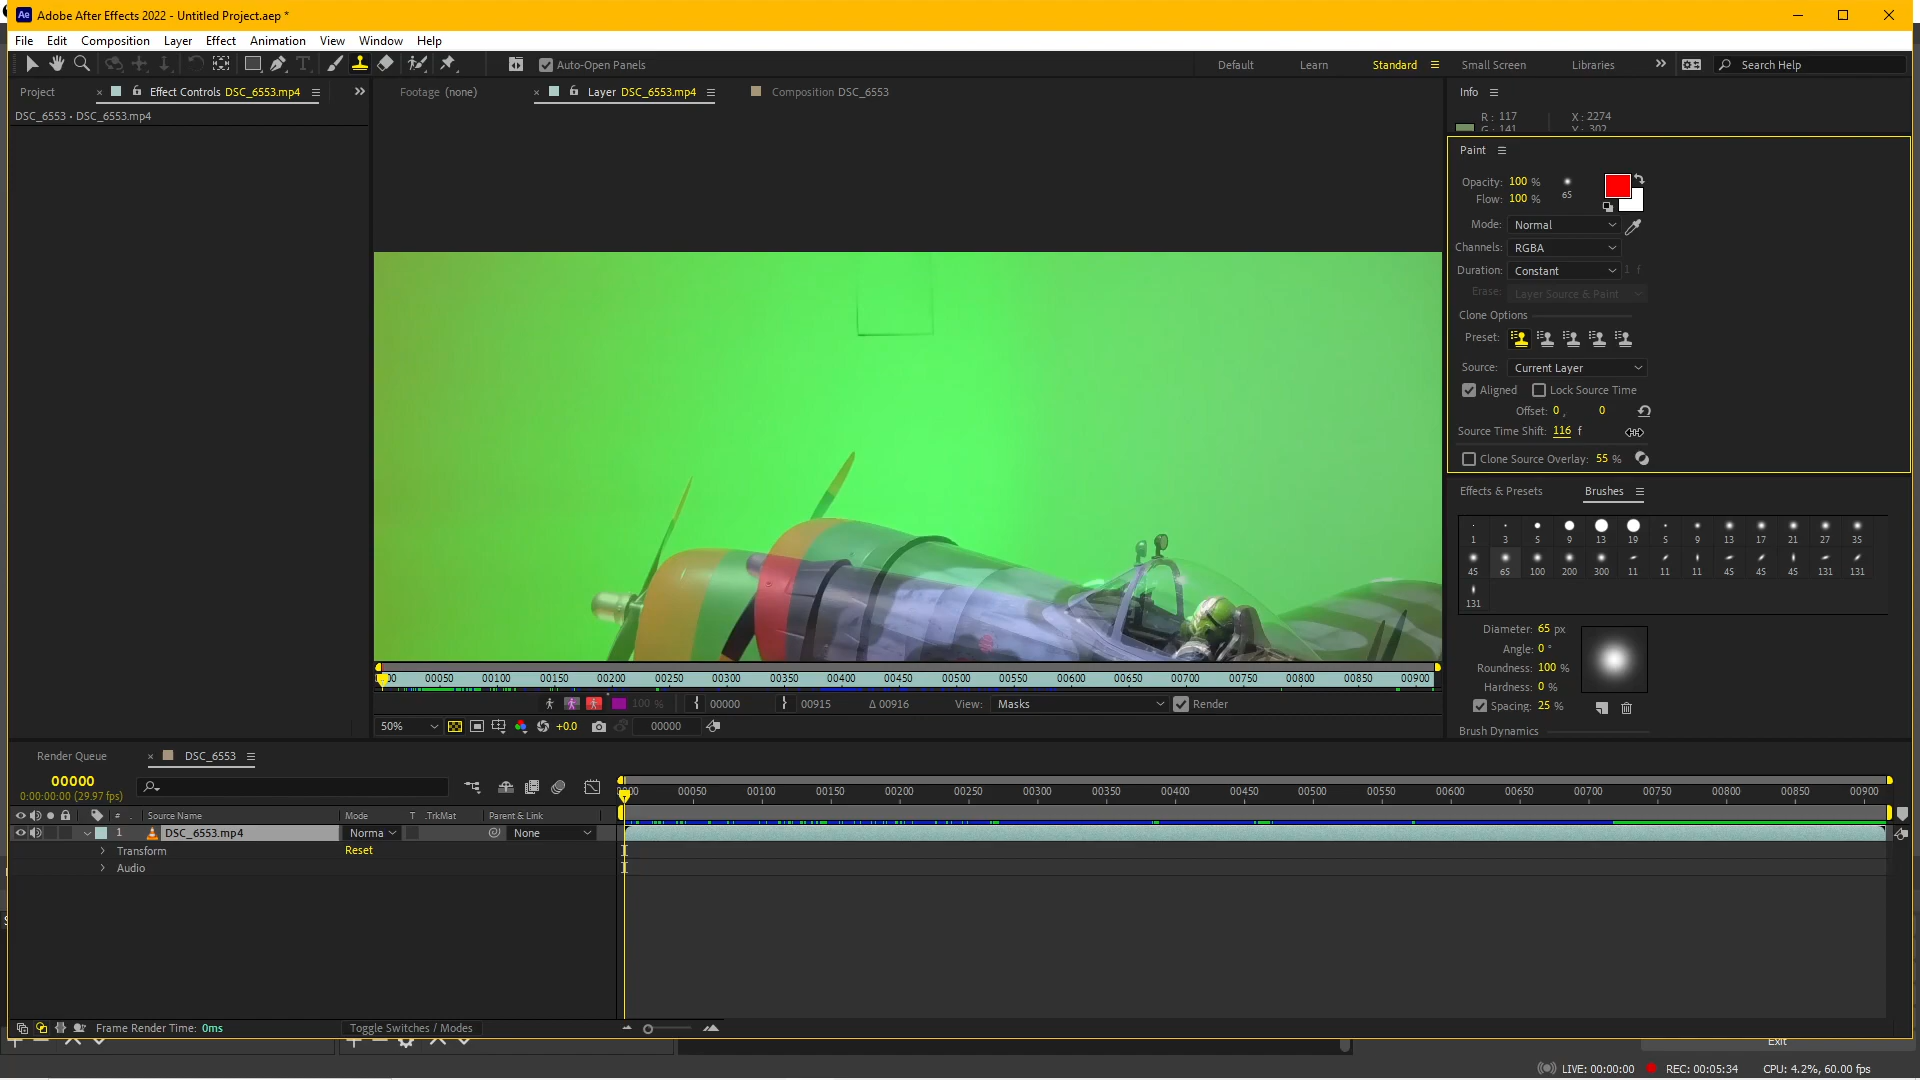 Adobe After Effects 2022 - Untitled Project.aep *
File Edit Composition Layer Effect Animation View Window Help
Auto-Open Panels Default Learn Standard Small Screen Libraries Search Help
Project Effect Controls DSC_6553.mp4 Footage (none) Layer DSC_6553.mp4 Composition DSC_6553 Info
DSC_6553 • DSC_6553.mp4
R: 117 X: 2274
G: 141 Y: 302
Paint
Opacity: 100 % 65
Flow: 100 %
Mode: Normal
Channels: RGBA
Duration: Constant 1 f
Erase: Layer Source & Paint
Clone Options
Preset:
Source: Current Layer
Aligned Lock Source Time
Offset: 0 , 0
Source Time Shift: 116 f
Clone Source Overlay: 55 %
Effects & Presets Brushes
1 3 5 9 13 19 5 9 13 17 21 27 35
45 65 100 200 300 11 11 11 45 45 45 131 131
131
Diameter: 65 px
Angle: 0 °
Roundness: 100 %
Hardness: 0 %
Spacing: 25 %
Brush Dynamics
00050 00100 00150 00200 00250 00300 00350 00400 00450 00500 00550 00600 00650 00700 00750 00800 00850 00900
100 % 00000 00915 Δ 00916 View: Masks Render
50% +0.0 00000
Render Queue DSC_6553
00000
0:00:00:00 (29.97 fps)
00050 00100 00150 00200 00250 00300 00350 00400 00450 00500 00550 00600 00650 00700 00750 00800 00850 00900
# Source Name Mode T .TrkMat Parent & Link
1 DSC_6553.mp4 Norma None
Transform Reset
Audio
Frame Render Time: 0ms Toggle Switches / Modes
Exit
LIVE: 00:00:00 REC: 00:05:34 CPU: 4.2%, 60.00 fps